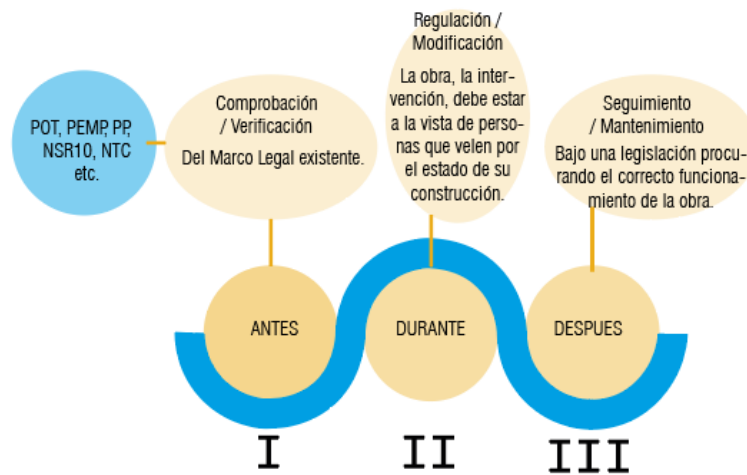 POT, PEMP, PP,
NSR10, NTC
etc.
Comprobación
/ Verificación
Del Marco Legal existente.
Regulación /
Modificación
La obra, la inter-
vención, debe estar
a la vista de perso-
nas que velen por
el estado de su
construcción.
Seguimiento
/ Mantenimiento
Bajo una legislación procu-
rando el correcto funciona-
miento de la obra.
ANTES
DURANTE
DESPUES
I
II
III